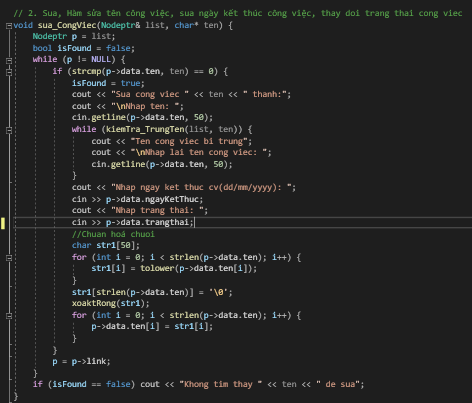 // 2. Sua, Hàm sửa tên công việc, sua ngày kết thúc công việc, thay doi trang thai cong viec
void sua_CongViec(Nodeptr& list, char* ten) {
    Nodeptr p = list;
    bool isFound = false;
    while (p != NULL) {
        if (strcmp(p->data.ten, ten) == 0) {
            isFound = true;
            cout << "Sua cong viec " << ten << " thanh:";
            cout << "\nNhap ten: ";
            cin.getline(p->data.ten, 50);
            while (kiemTra_TrungTen(list, ten)) {
                cout << "Ten cong viec bi trung";
                cout << "\nNhap lai ten cong viec: ";
                cin.getline(p->data.ten, 50);
            }
            cout << "Nhap ngay ket thuc cv(dd/mm/yyyy): ";
            cin >> p->data.ngayKetThuc;
            cout << "Nhap trang thai: ";
            cin >> p->data.trangthai;
            //Chuan hoá chuoi
            char str1[50];
            for (int i = 0; i < strlen(p->data.ten); i++) {
                str1[i] = tolower(p->data.ten[i]);
            }
            str1[strlen(p->data.ten)] = '\0';
            xoaktRong(str1);
            for (int i = 0; i < strlen(p->data.ten); i++) {
                p->data.ten[i] = str1[i];
            }
        }
        p = p->link;
    }
    if (isFound == false) cout << "Khong tim thay " << ten << " de sua";
}